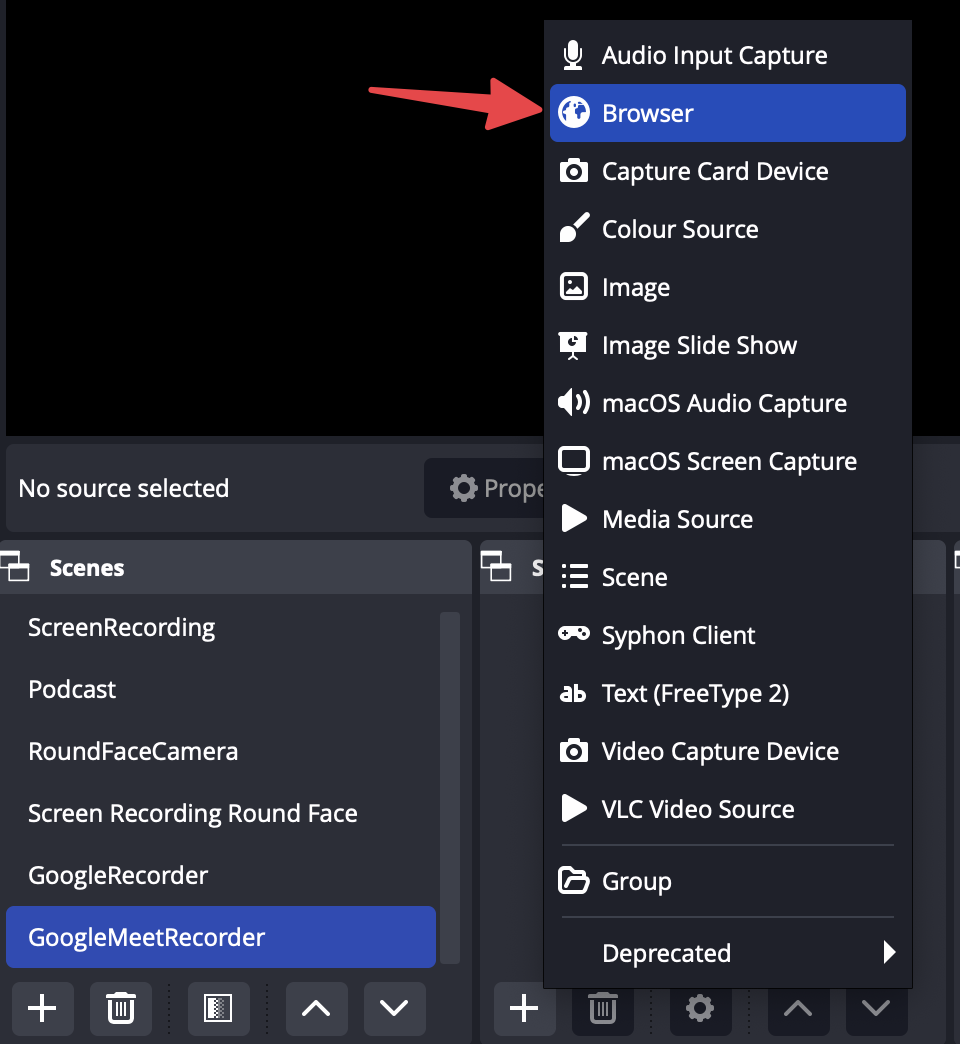 Audio Input Capture
Browser
Capture Card Device
Colour Source
Image
Image Slide Show
macOS Audio Capture
macOS Screen Capture
Media Source
Scene
Syphon Client
ab Text (FreeType 2)
Video Capture Device
VLC Video Source
Group
Deprecated
No source selected
Scenes
ScreenRecording
Podcast
RoundFaceCamera
Screen Recording Round Face
GoogleRecorder
GoogleMeetRecorder